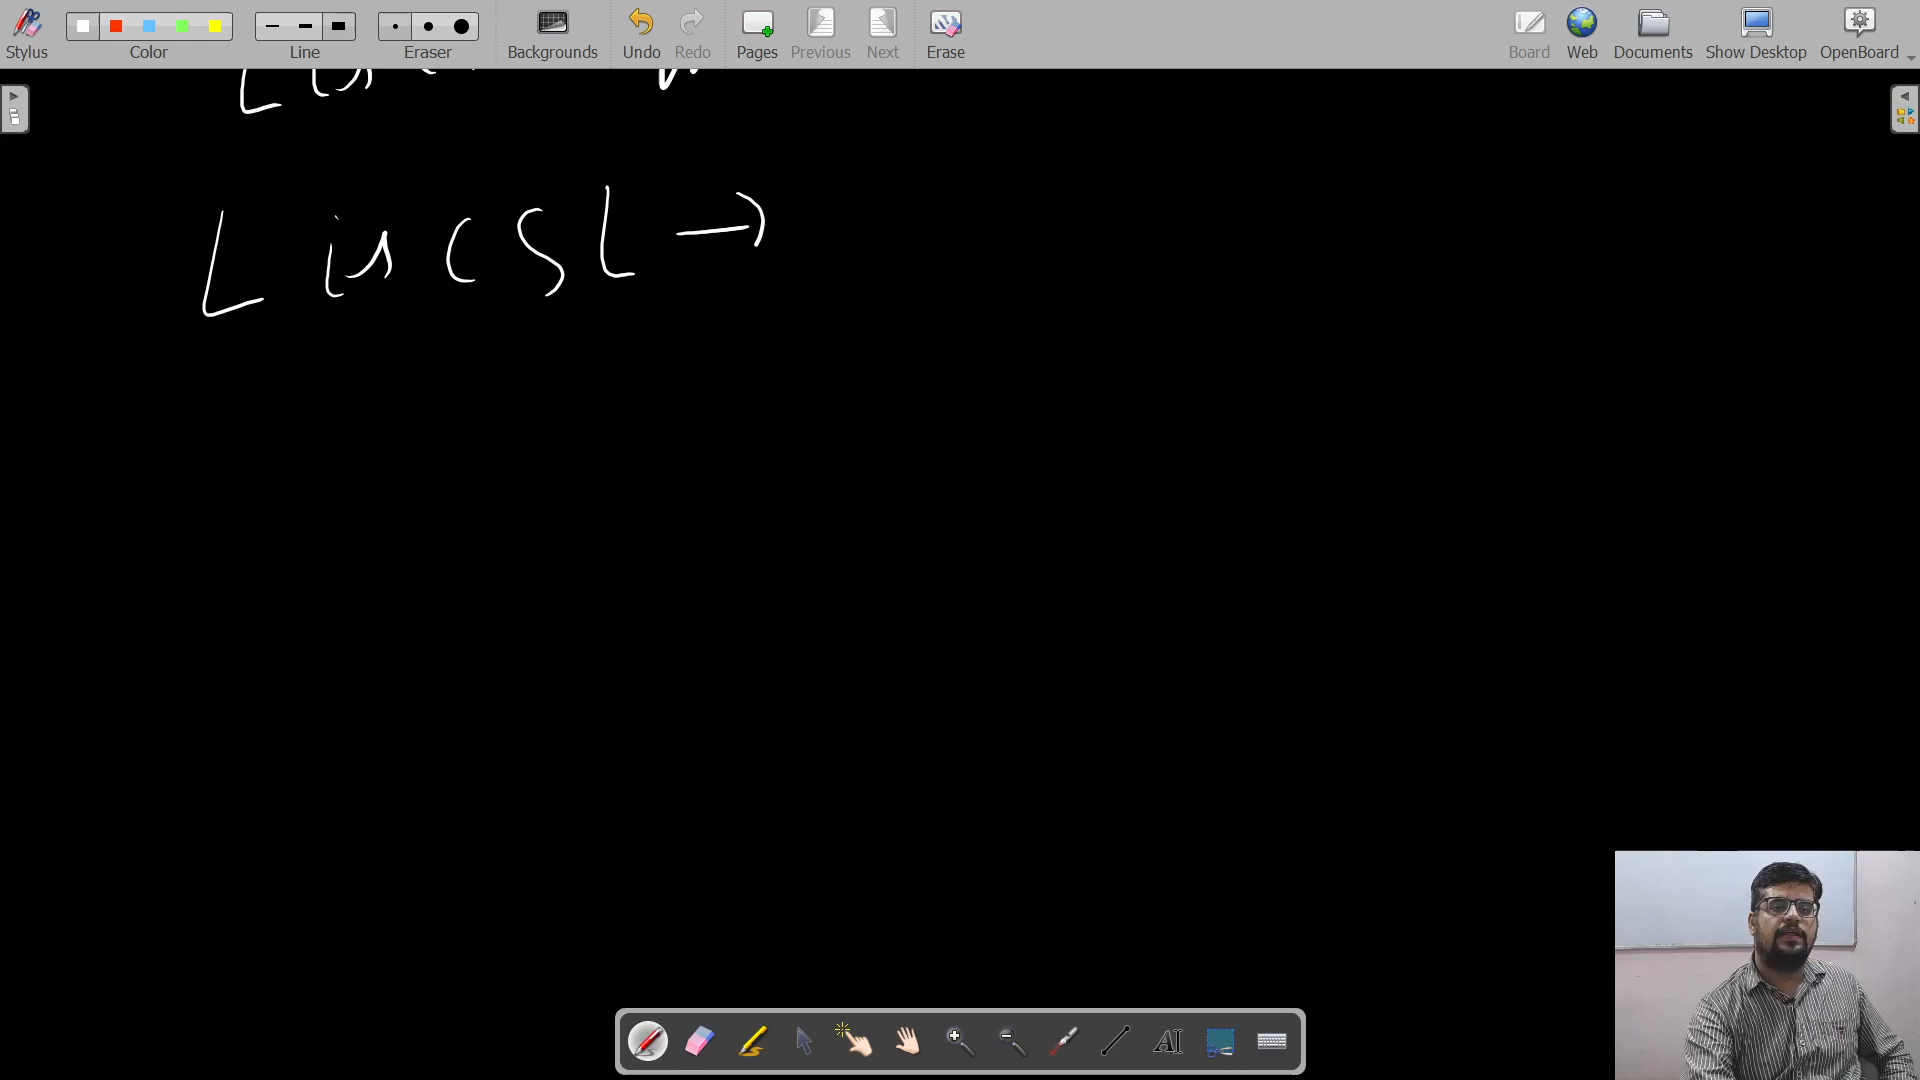 Stylus Color Line Eraser Backgrounds Undo Redo Pages Previous Next Erase Board Web Documents Show Desktop OpenBoard
L is
L is CSL →